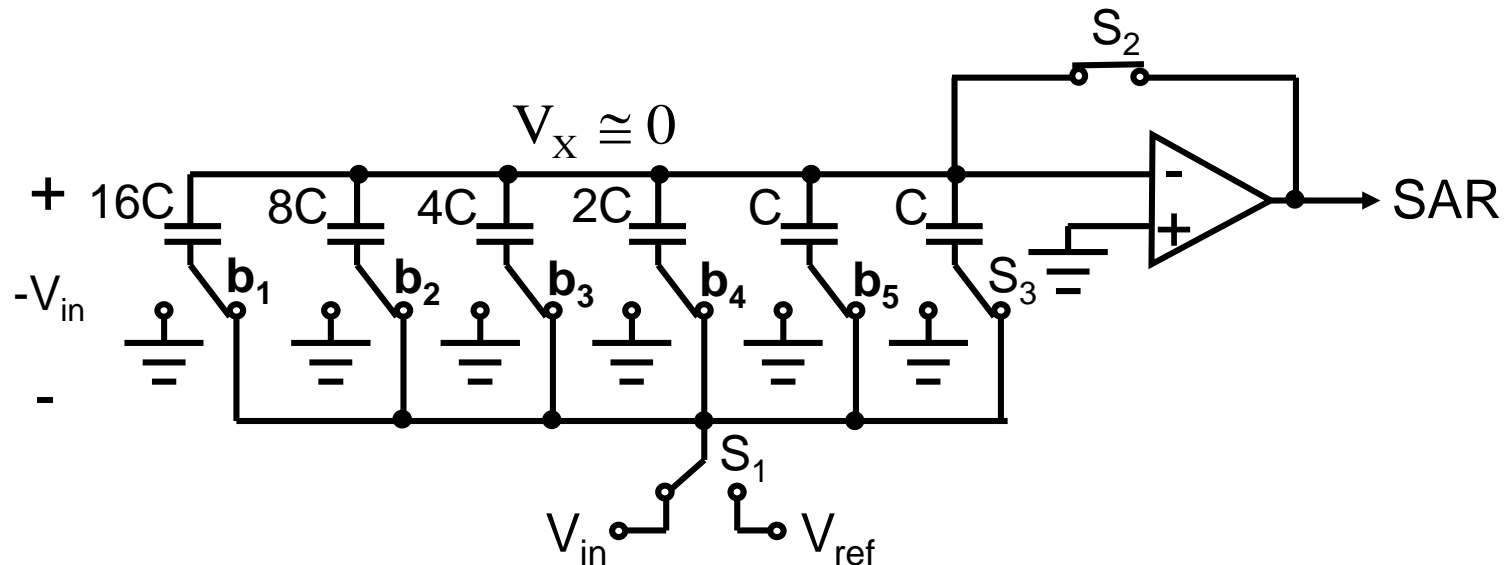 S₂
Vₓ ≅ 0
+ 16C 8C 4C 2C C C - SAR
+
b₁ b₂ b₃ b₄ b₅ S₃
-Vᵢₙ
-
S₁
Vᵢₙ Vᵣₑf